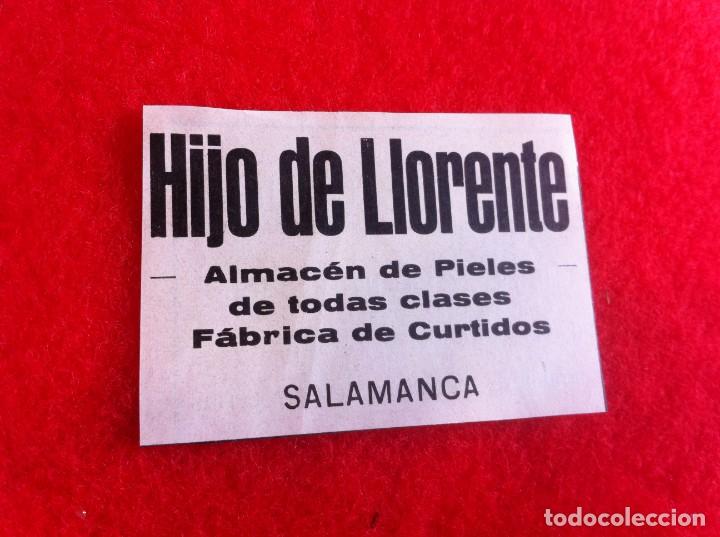 Hijo de Llorente
— Almacén de Pieles —
de todas clases
Fábrica de Curtidos
SALAMANCA
todocoleccion